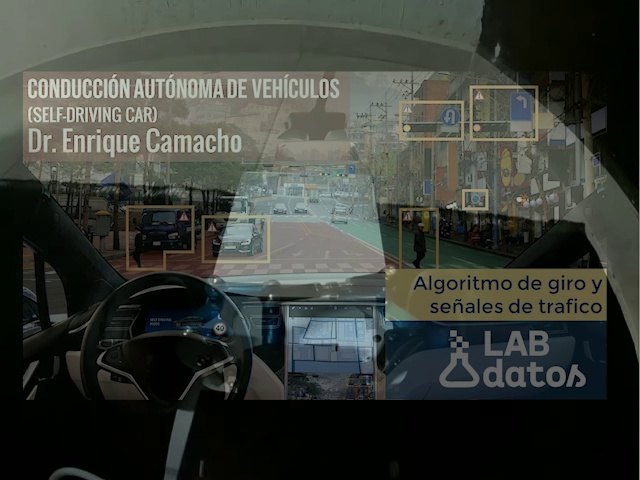 CONDUCCIÓN AUTÓNOMA DE VEHÍCULOS
(SELF-DRIVING CAR)
Dr. Enrique Camacho
Algoritmo de giro y
señales de trafico
LAB
datos
40